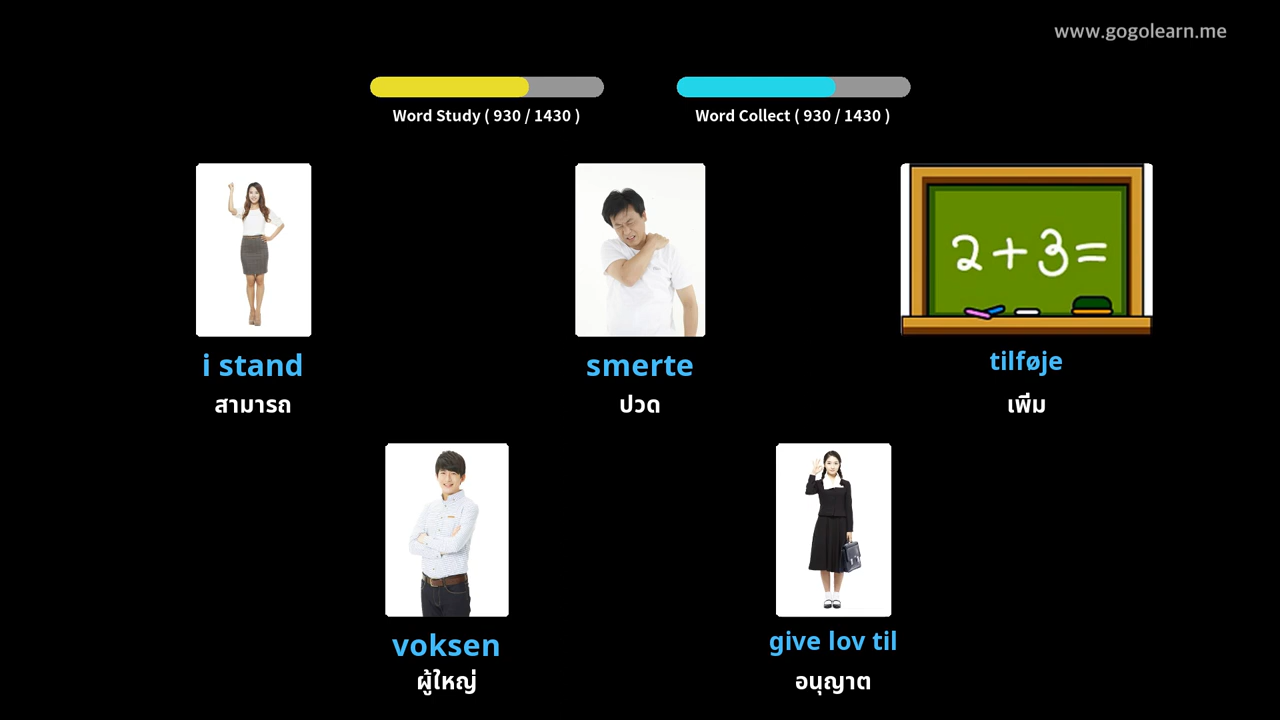 www.gogolearn.me
Word Study ( 930 / 1430 )
Word Collect ( 930 / 1430 )
2+3=
i stand
smerte
tilføje
สามารถ
ปวด
เพิ่ม
voksen
give lov til
ผู้ใหญ่
อนุญาต